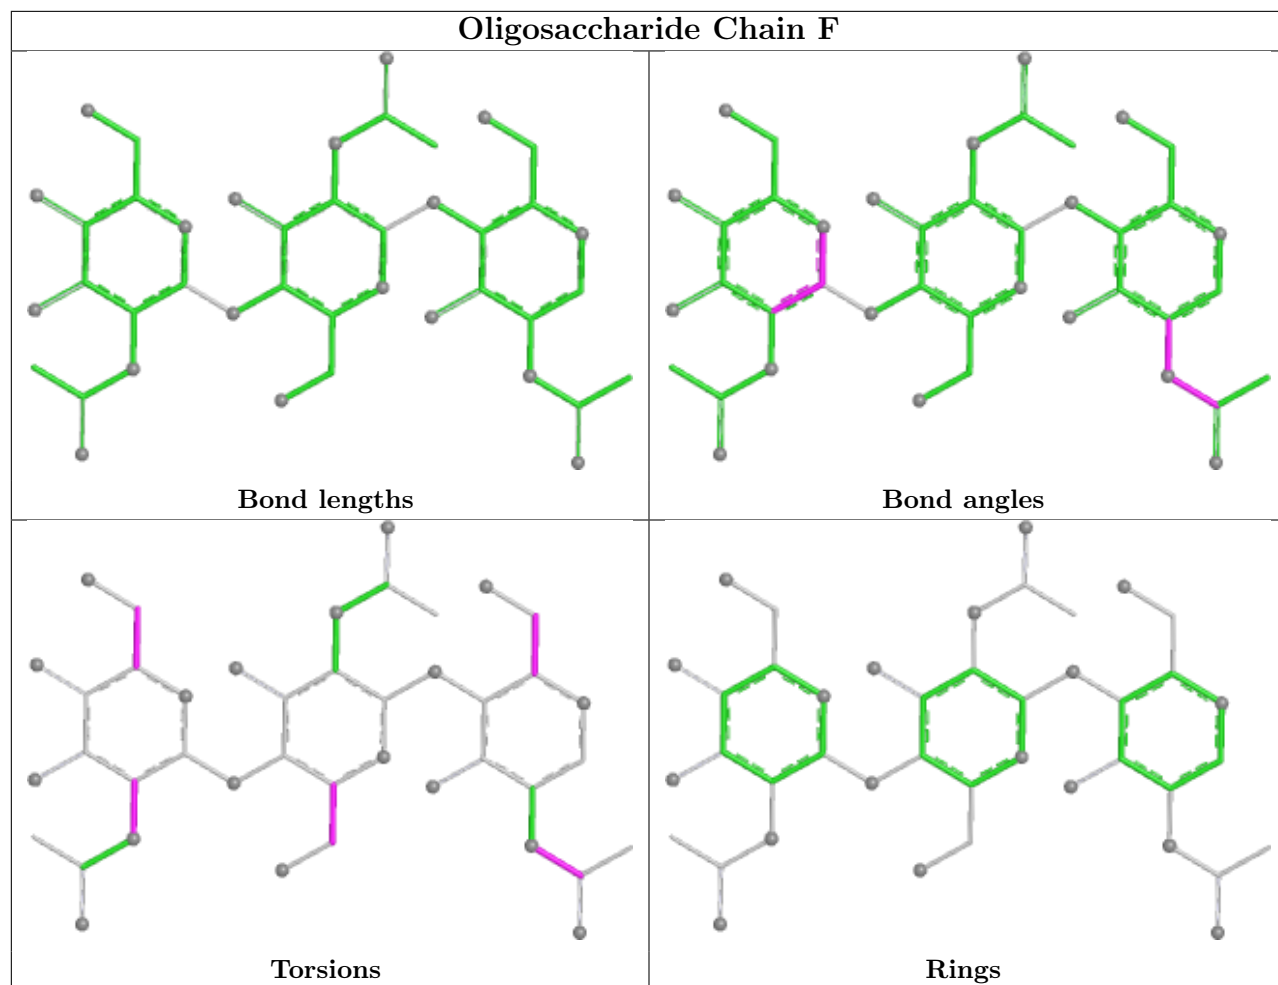 Oligosaccharide Chain F
Bond lengths
Bond angles
Torsions
Rings